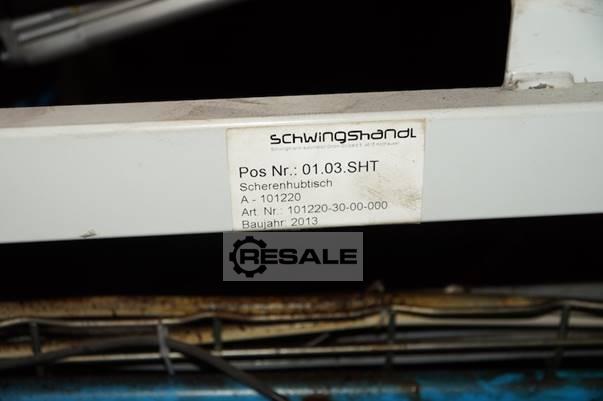 schwingshandl
Pos Nr.: 01.03.SHT
Scherenhubtisch
A - 101220
Art. Nr.: 101220-30-00-000
Baujahr: 2013
RESALE